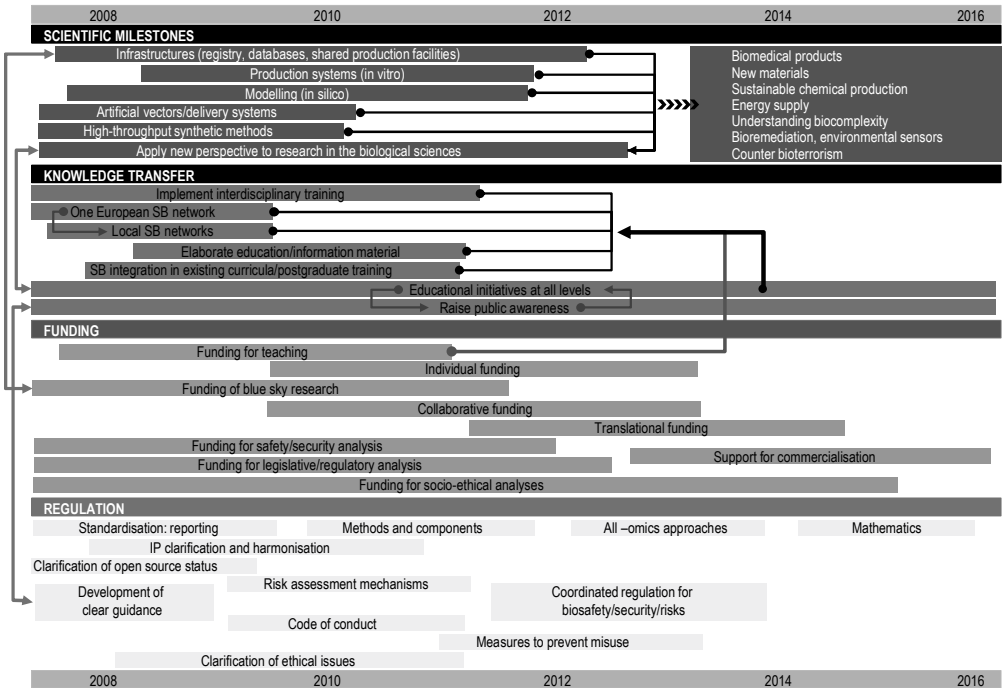 2008 2010 2012 2014 2016
SCIENTIFIC MILESTONES
Infrastructures (registry, databases, shared production facilities)
Production systems (in vitro)
Modelling (in silico)
Artificial vectors/delivery systems
High-throughput synthetic methods
Apply new perspective to research in the biological sciences
Biomedical products
New materials
Sustainable chemical production
Energy supply
Understanding biocomplexity
Bioremediation, environmental sensors
Counter bioterrorism
KNOWLEDGE TRANSFER
Implement interdisciplinary training
One European SB network
Local SB networks
Elaborate education/information material
SB integration in existing curricula/postgraduate training
Educational initiatives at all levels
Raise public awareness
FUNDING
Funding for teaching
Individual funding
Funding of blue sky research
Collaborative funding
Translational funding
Funding for safety/security analysis
Support for commercialisation
Funding for legislative/regulatory analysis
Funding for socio-ethical analyses
REGULATION
Standardisation: reporting Methods and components All –omics approaches Mathematics
IP clarification and harmonisation
Clarification of open source status
Risk assessment mechanisms
Development of
clear guidance
Coordinated regulation for
biosafety/security/risks
Code of conduct
Measures to prevent misuse
Clarification of ethical issues
2008 2010 2012 2014 2016